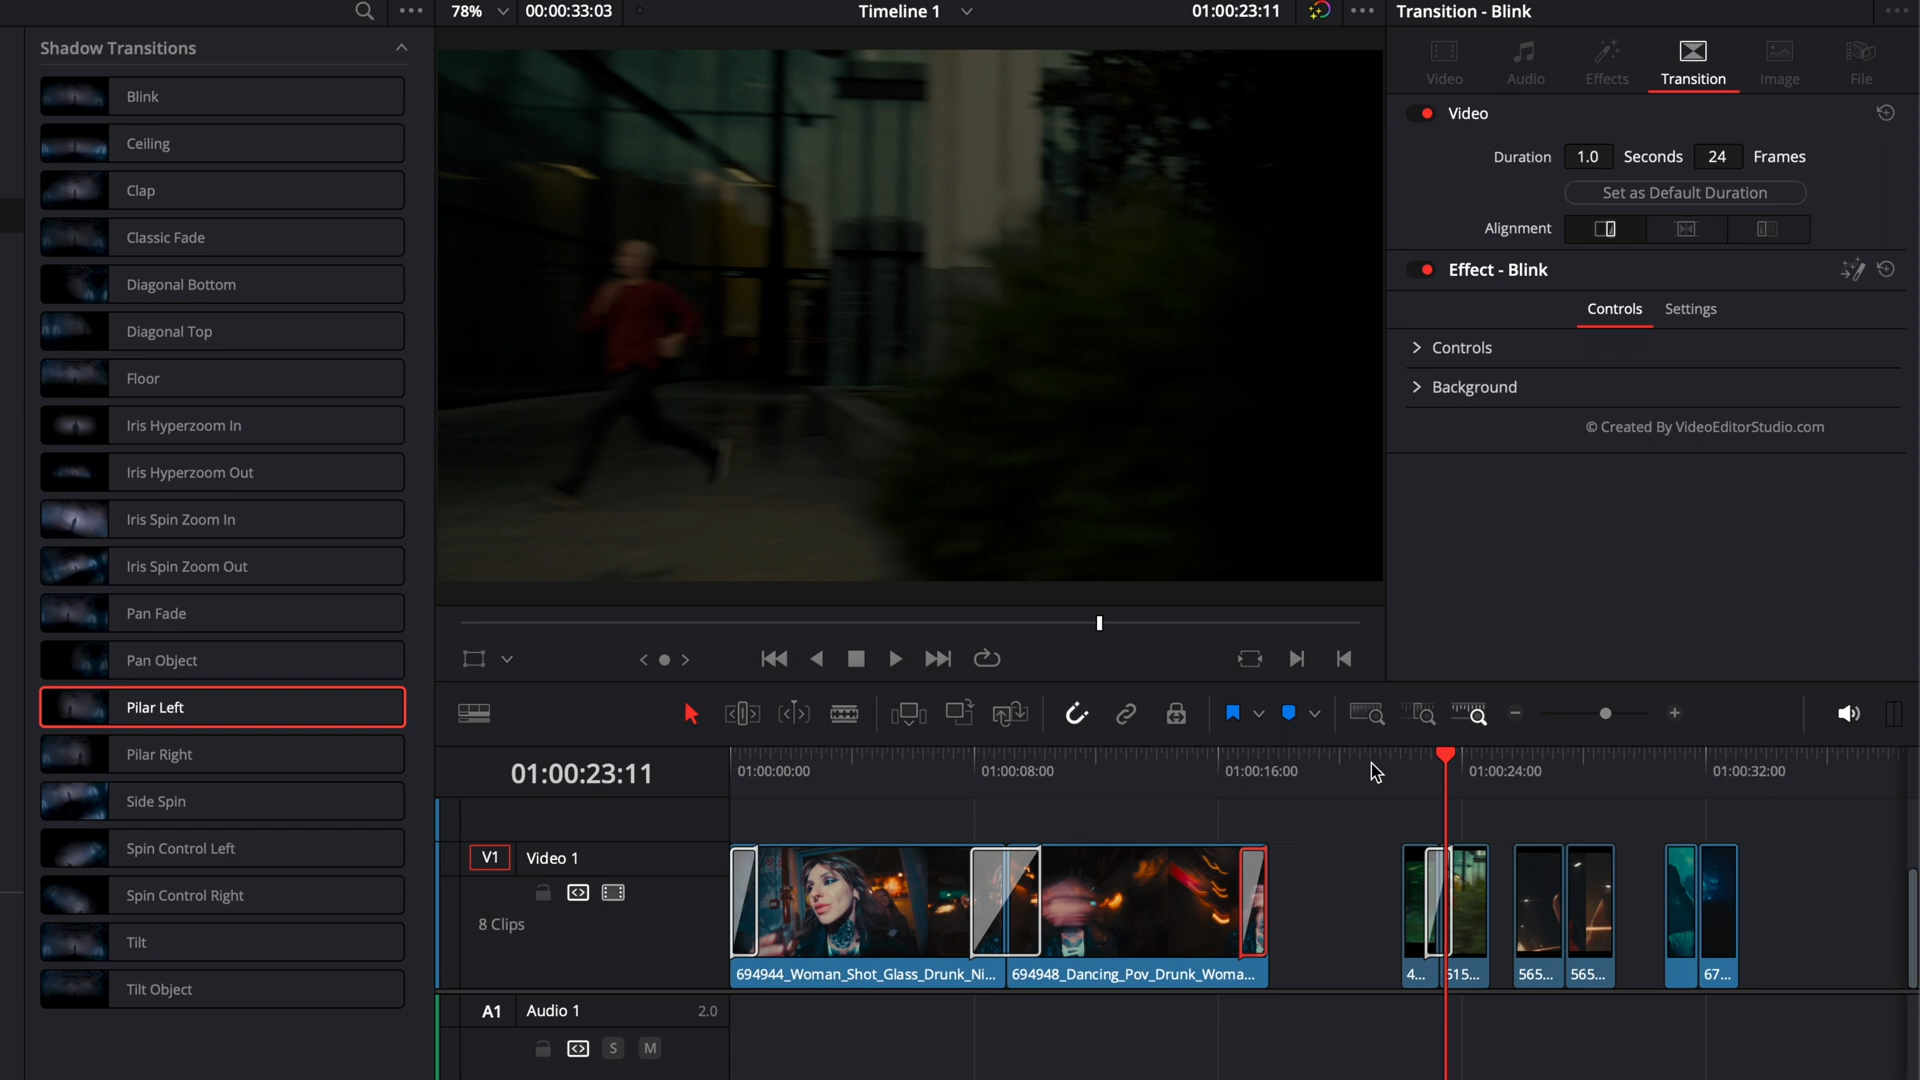 78%
00:00:33:03
Timeline 1
01:00:23:11
Transition - Blink
Shadow Transitions
Blink
Ceiling
Clap
Classic Fade
Diagonal Bottom
Diagonal Top
Floor
Iris Hyperzoom In
Iris Hyperzoom Out
Iris Spin Zoom In
Iris Spin Zoom Out
Pan Fade
Pan Object
Pilar Left
Pilar Right
Side Spin
Spin Control Left
Spin Control Right
Tilt
Tilt Object
Video
Audio
Effects
Transition
Image
File
Video
Duration 1.0 Seconds 24 Frames
Set as Default Duration
Alignment
Effect - Blink
Controls
Settings
Controls
Background
© Created By VideoEditorStudio.com
01:00:23:11
01:00:00:00
01:00:08:00
01:00:16:00
01:00:24:00
01:00:32:00
V1
Video 1
8 Clips
694944_Woman_Shot_Glass_Drunk_Ni...
694948_Dancing_Pov_Drunk_Woma...
4...
515...
565...
565...
67...
A1
Audio 1
2.0
S
M